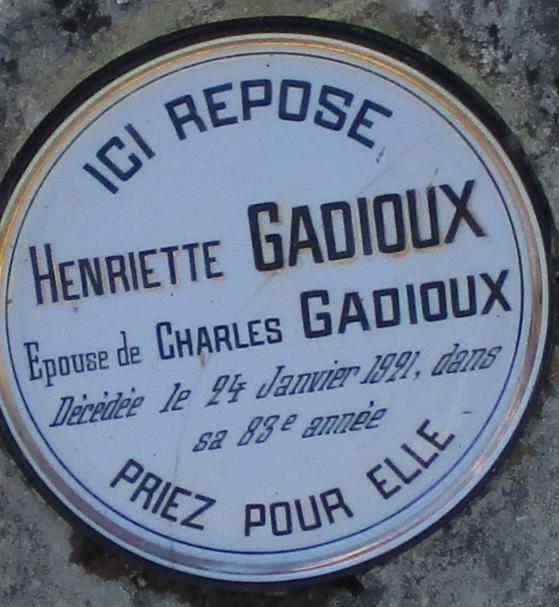 ICI REPOSE
HENRIETTE GADIOUX
Epouse de CHARLES GADIOUX
Décédée le 24 Janvier 1921, dans
sa 83e année
PRIEZ POUR ELLE